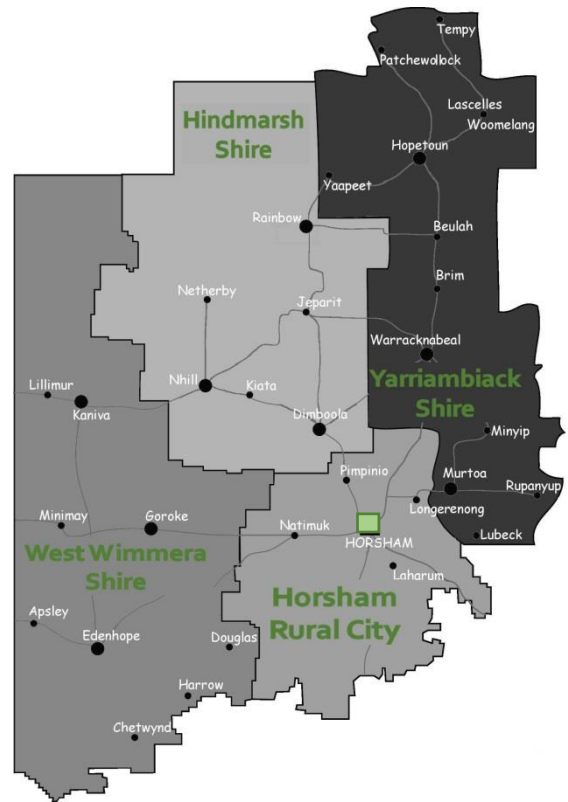 Tempy
Patchewollock
Lascelles
Woomelang
Hindmarsh
Shire
Hopetoun
Yaapeet
Rainbow
Beulah
Brim
Netherby
Jeparit
Warracknabeal
Lillimur
Nhill
Kiata
Yarriambiack
Shire
Kaniva
Dimboola
Minyip
Pimpinio
Murtoa
Rupanyup
Longerenong
Minimay
Goroke
Natimuk
HORSHAM
Lubeck
West Wimmera
Shire
Laharum
Horsham
Rural City
Apsley
Edenhope
Douglas
Harrow
Chetwynd